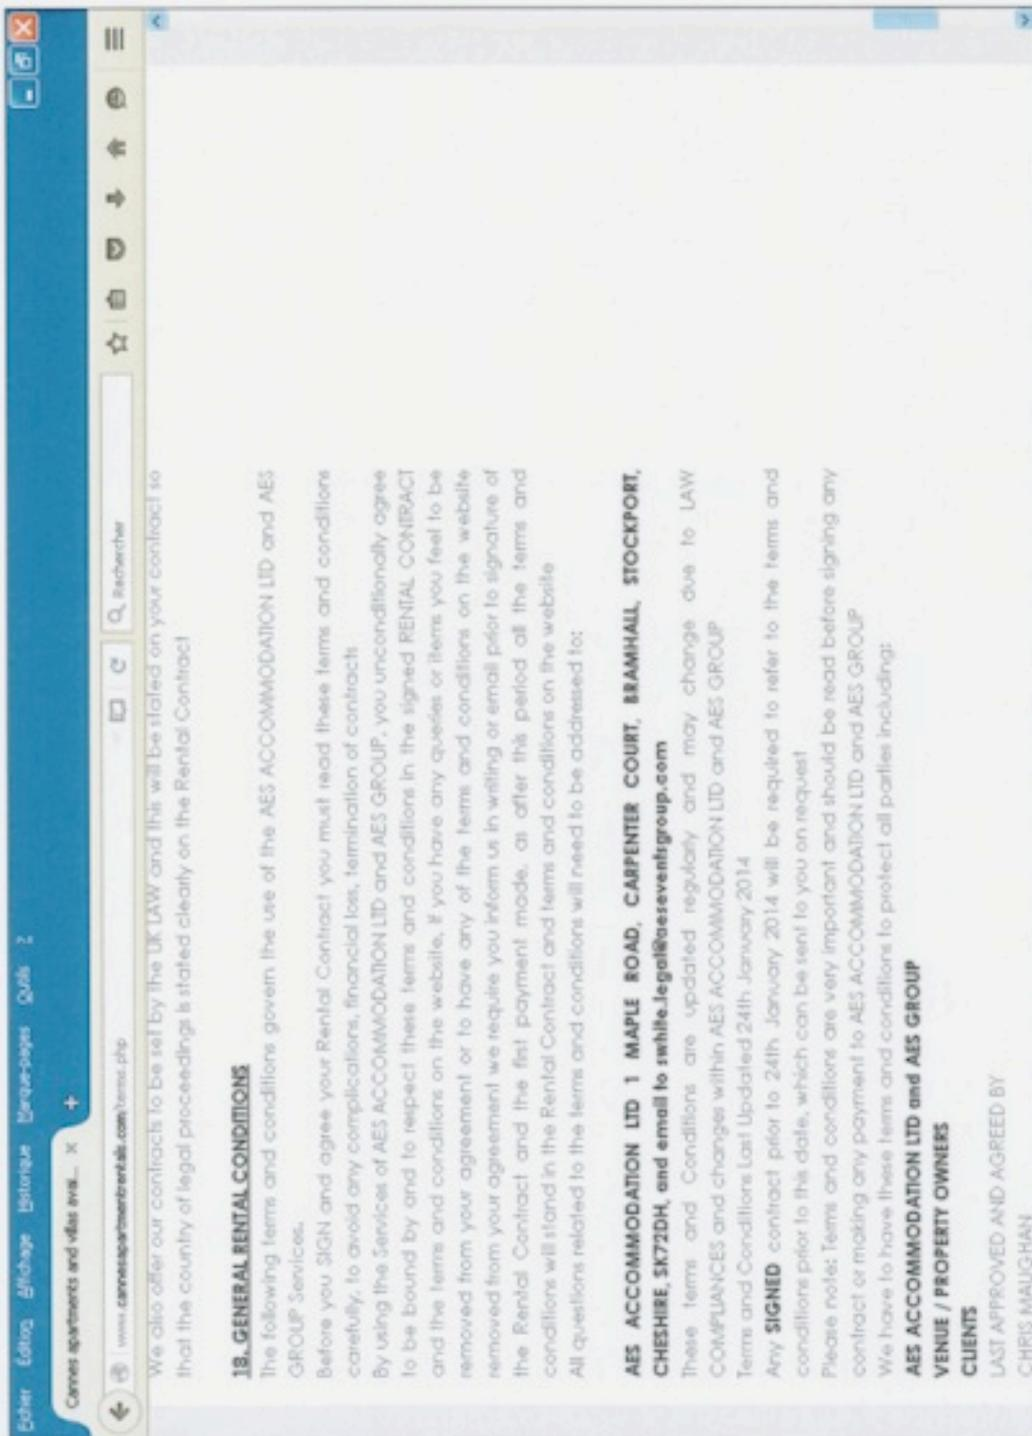 Fichier Édition Affichage Historique Marque-pages Outils ?
Cannes apartments and villas avai... × +
www.cannesapartmentrentals.com/terms.php
Rechercher
We also offer our contracts to be set by the UK LAW and this will be stated on your contract so
that the country of legal proceedings is stated clearly on the Rental Contract
18. GENERAL RENTAL CONDITIONS
The following terms and conditions govern the use of the AES ACCOMMODATION LTD and AES
GROUP Services.
Before you SIGN and agree your Rental Contract you must read these terms and conditions
carefully, to avoid any complications, financial loss, termination of contracts
By using the Services of AES ACCOMMODATION LTD and AES GROUP, you unconditionally agree
to be bound by and to respect these terms and conditions in the signed RENTAL CONTRACT
and the terms and conditions on the website. If you have any queries or items you feel to be
removed from your agreement or to have any of the terms and conditions on the website
removed from your agreement we require you inform us in writing or email prior to signature of
the Rental Contract and the first payment made, as after this period all the terms and
conditions will stand in the Rental Contract and terms and conditions on the website
All questions related to the terms and conditions will need to be addressed to:
AES ACCOMMODATION LTD 1 MAPLE ROAD, CARPENTER COURT, BRAMHALL, STOCKPORT,
CHESHIRE, SK72DH, and email to swhite.legal@aeseventsgroup.com
These terms and Conditions are updated regularly and may change due to LAW
COMPLIANCES and changes within AES ACCOMMODATION LTD and AES GROUP
Terms and Conditions Last Updated 24th January 2014
Any SIGNED contract prior to 24th January 2014 will be required to refer to the terms and
conditions prior to this date, which can be sent to you on request
Please note: Terms and conditions are very important and should be read before signing any
contract or making any payment to AES ACCOMMODATION LTD and AES GROUP
We have to have these terms and conditions to protect all parties including:
AES ACCOMMODATION LTD and AES GROUP
VENUE / PROPERTY OWNERS
CLIENTS
LAST APPROVED AND AGREED BY
CHRIS MAUGHAN